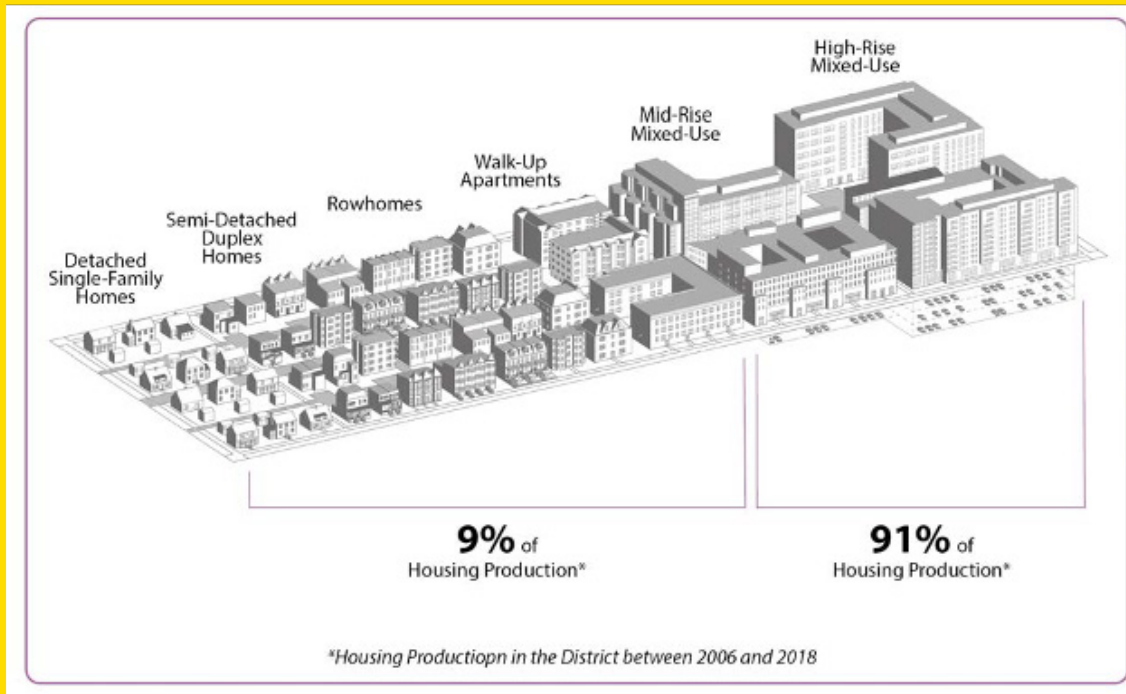 High-Rise
Mixed-Use
Mid-Rise
Mixed-Use
Walk-Up
Apartments
Rowhomes
Semi-Detached
Duplex
Homes
Detached
Single-Family
Homes
9% of
Housing Production*
91% of
Housing Production*
*Housing Productiopn in the District between 2006 and 2018